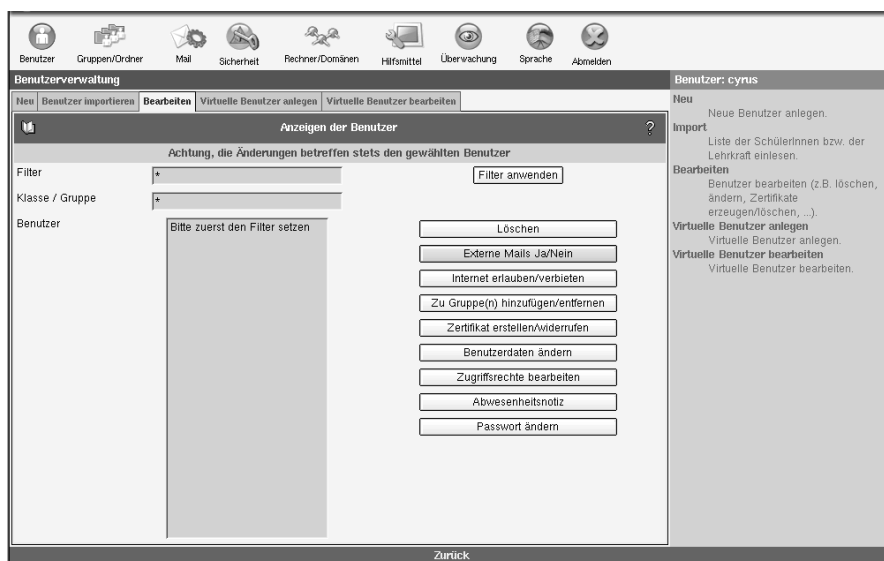 Benutzer Gruppen/Ordner Mail Sicherheit Rechner/Domänen Hilfsmittel Überwachung Sprache Abmelden
Benutzerverwaltung
Neu Benutzer importieren Bearbeiten Virtuelle Benutzer anlegen Virtuelle Benutzer bearbeiten
Anzeigen der Benutzer ?
Achtung, die Änderungen betreffen stets den gewählten Benutzer
Filter * Filter anwenden
Klasse / Gruppe *
Benutzer Bitte zuerst den Filter setzen
Löschen
Externe Mails Ja/Nein
Internet erlauben/verbieten
Zu Gruppe(n) hinzufügen/entfernen
Zertifikat erstellen/widerrufen
Benutzerdaten ändern
Zugriffsrechte bearbeiten
Abwesenheitsnotiz
Passwort ändern
Benutzer: cyrus
Neu
Neue Benutzer anlegen.
Import
Liste der SchülerInnen bzw. der
Lehrkraft einlesen.
Bearbeiten
Benutzer bearbeiten (z.B. löschen,
ändern, Zertifikate
erzeugen/löschen, ...).
Virtuelle Benutzer anlegen
Virtuelle Benutzer anlegen.
Virtuelle Benutzer bearbeiten
Virtuelle Benutzer bearbeiten.
Zurück